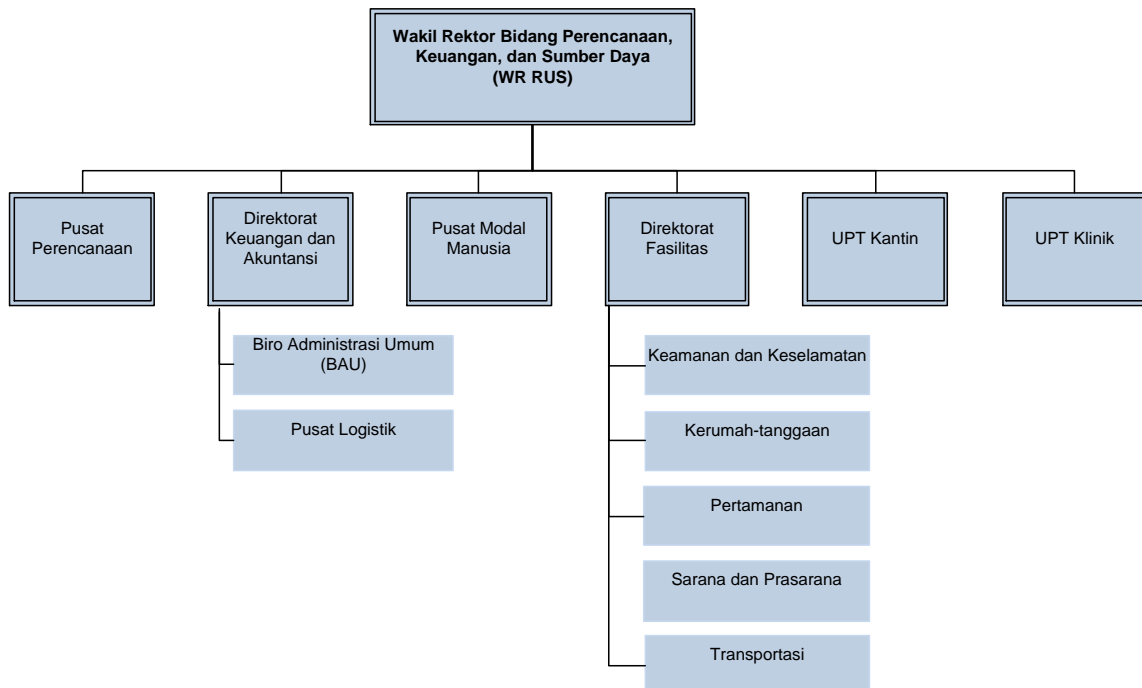 Wakil Rektor Bidang Perencanaan,
Keuangan, dan Sumber Daya
(WR RUS)
Pusat
Perencanaan
Direktorat
Keuangan dan
Akuntansi
Pusat Modal
Manusia
Direktorat
Fasilitas
UPT Kantin
UPT Klinik
Biro Administrasi Umum
(BAU)
Pusat Logistik
Keamanan dan Keselamatan
Kerumah-tanggaan
Pertamanan
Sarana dan Prasarana
Transportasi